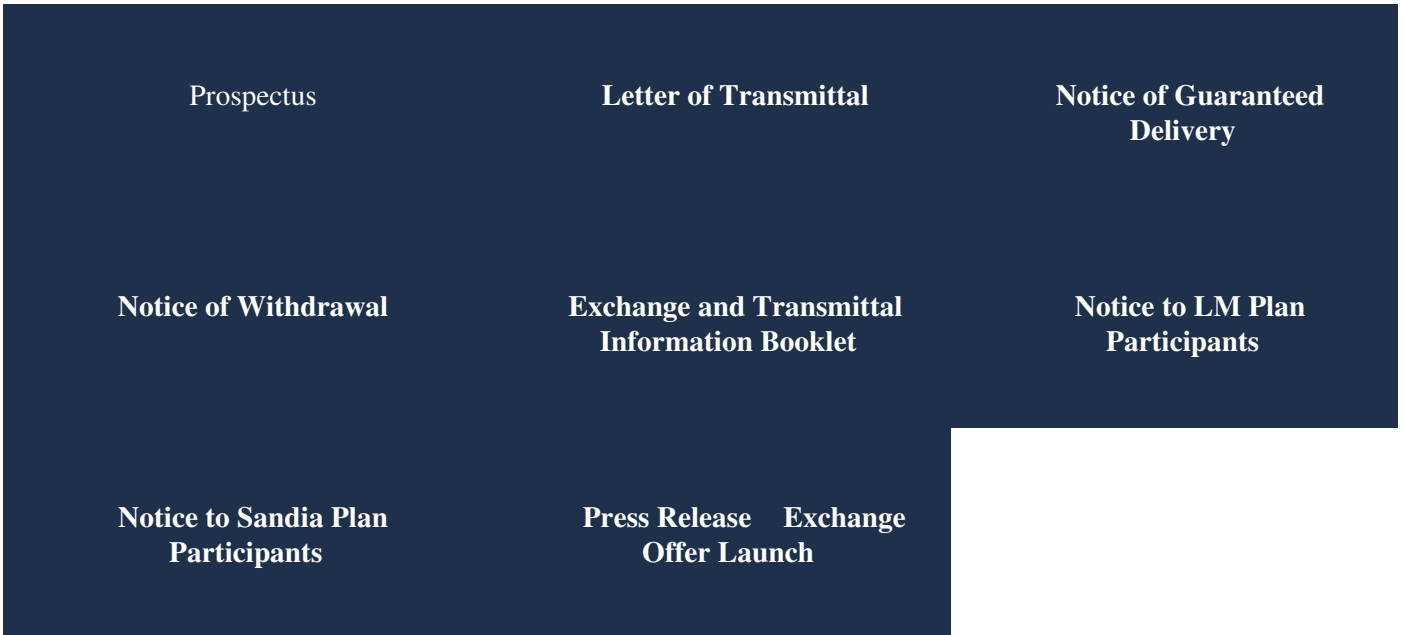 Prospectus
Letter of Transmittal
Notice of Guaranteed
Delivery
Notice of Withdrawal
Exchange and Transmittal
Information Booklet
Notice to LM Plan
Participants
Notice to Sandia Plan
Participants
Press Release Exchange
Offer Launch